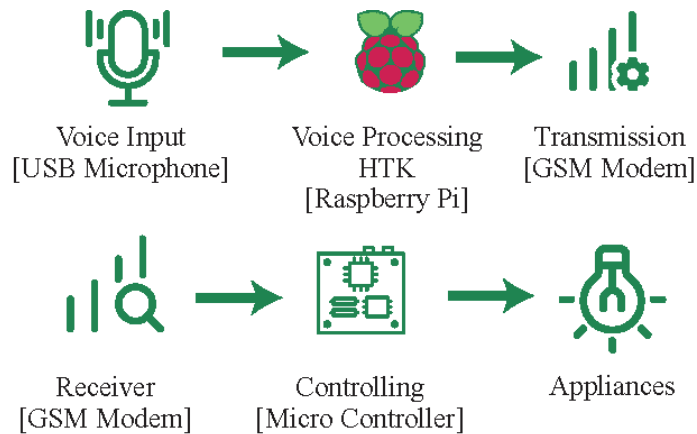 Voice Input
[USB Microphone]
Voice Processing
HTK
[Raspberry Pi]
Transmission
[GSM Modem]
Receiver
[GSM Modem]
Controlling
[Micro Controller]
Appliances